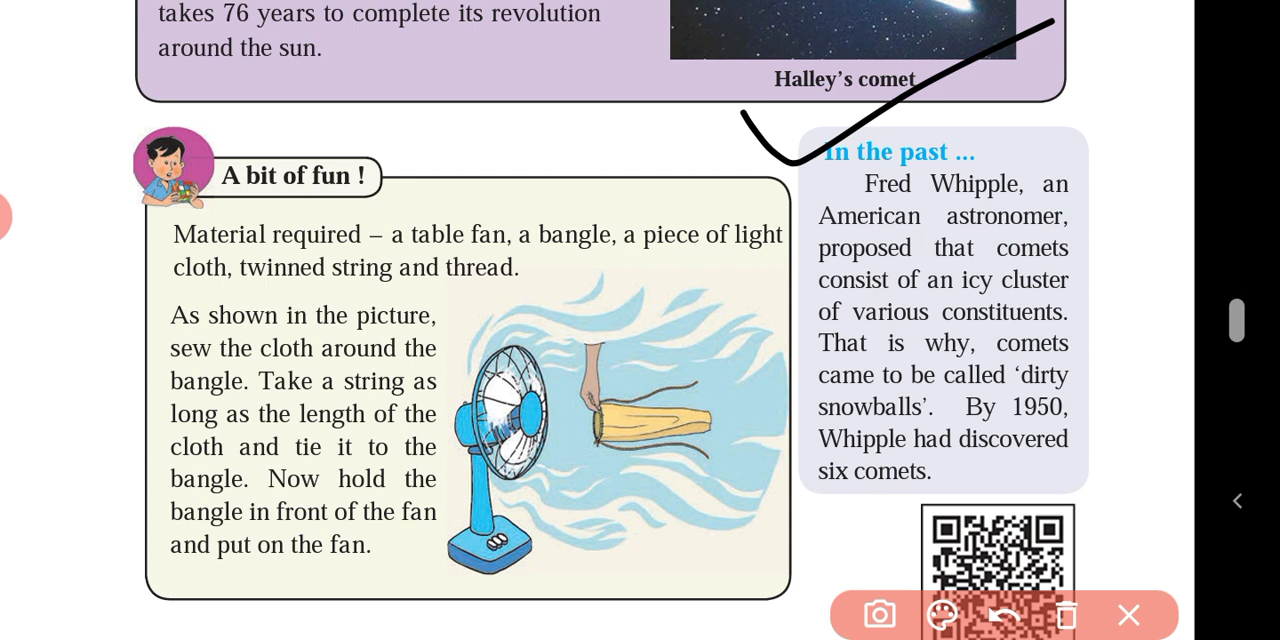 takes 76 years to complete its revolution
around the sun.
Halley's comet
A bit of fun !
Material required – a table fan, a bangle, a piece of light
cloth, twinned string and thread.
As shown in the picture,
sew the cloth around the
bangle. Take a string as
long as the length of the
cloth and tie it to the
bangle. Now hold the
bangle in front of the fan
and put on the fan.
In the past ...
Fred Whipple, an
American astronomer,
proposed that comets
consist of an icy cluster
of various constituents.
That is why, comets
came to be called ‘dirty
snowballs’. By 1950,
Whipple had discovered
six comets.